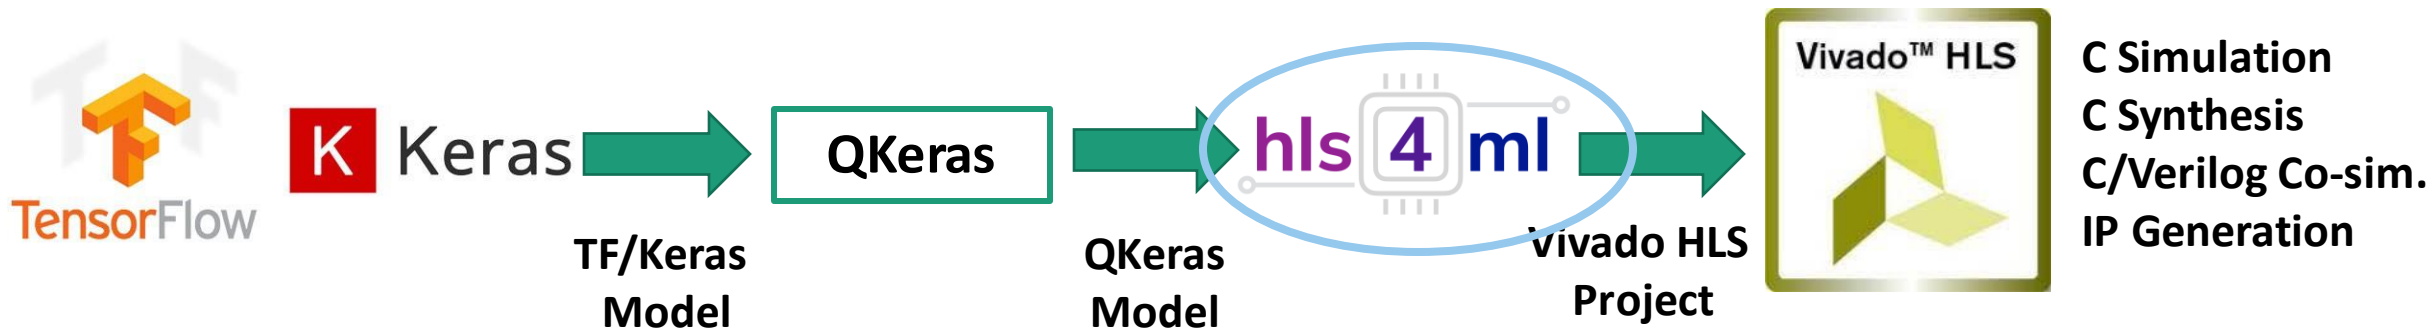 TensorFlow
K Keras
TF/Keras
Model
QKeras
QKeras
Model
hls 4 ml
Vivado HLS
Project
Vivado™ HLS
C Simulation
C Synthesis
C/Verilog Co-sim.
IP Generation